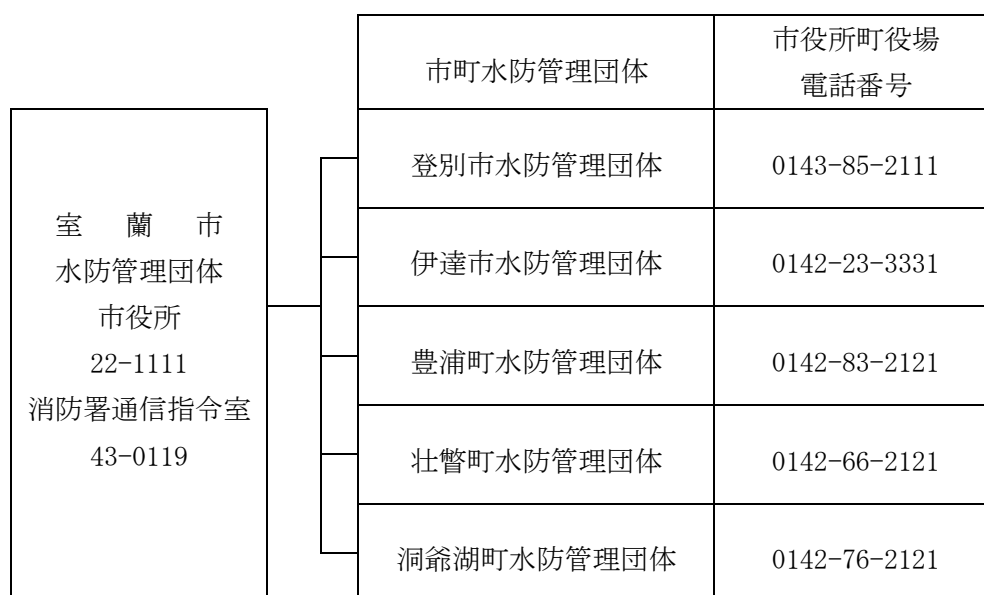 市町水防管理団体
市役所町役場
電話番号
室蘭市
水防管理団体
市役所
22-1111
消防署通信指令室
43-0119
登別市水防管理団体
0143-85-2111
伊達市水防管理団体
0142-23-3331
豊浦町水防管理団体
0142-83-2121
壮瞥町水防管理団体
0142-66-2121
洞爺湖町水防管理団体
0142-76-2121